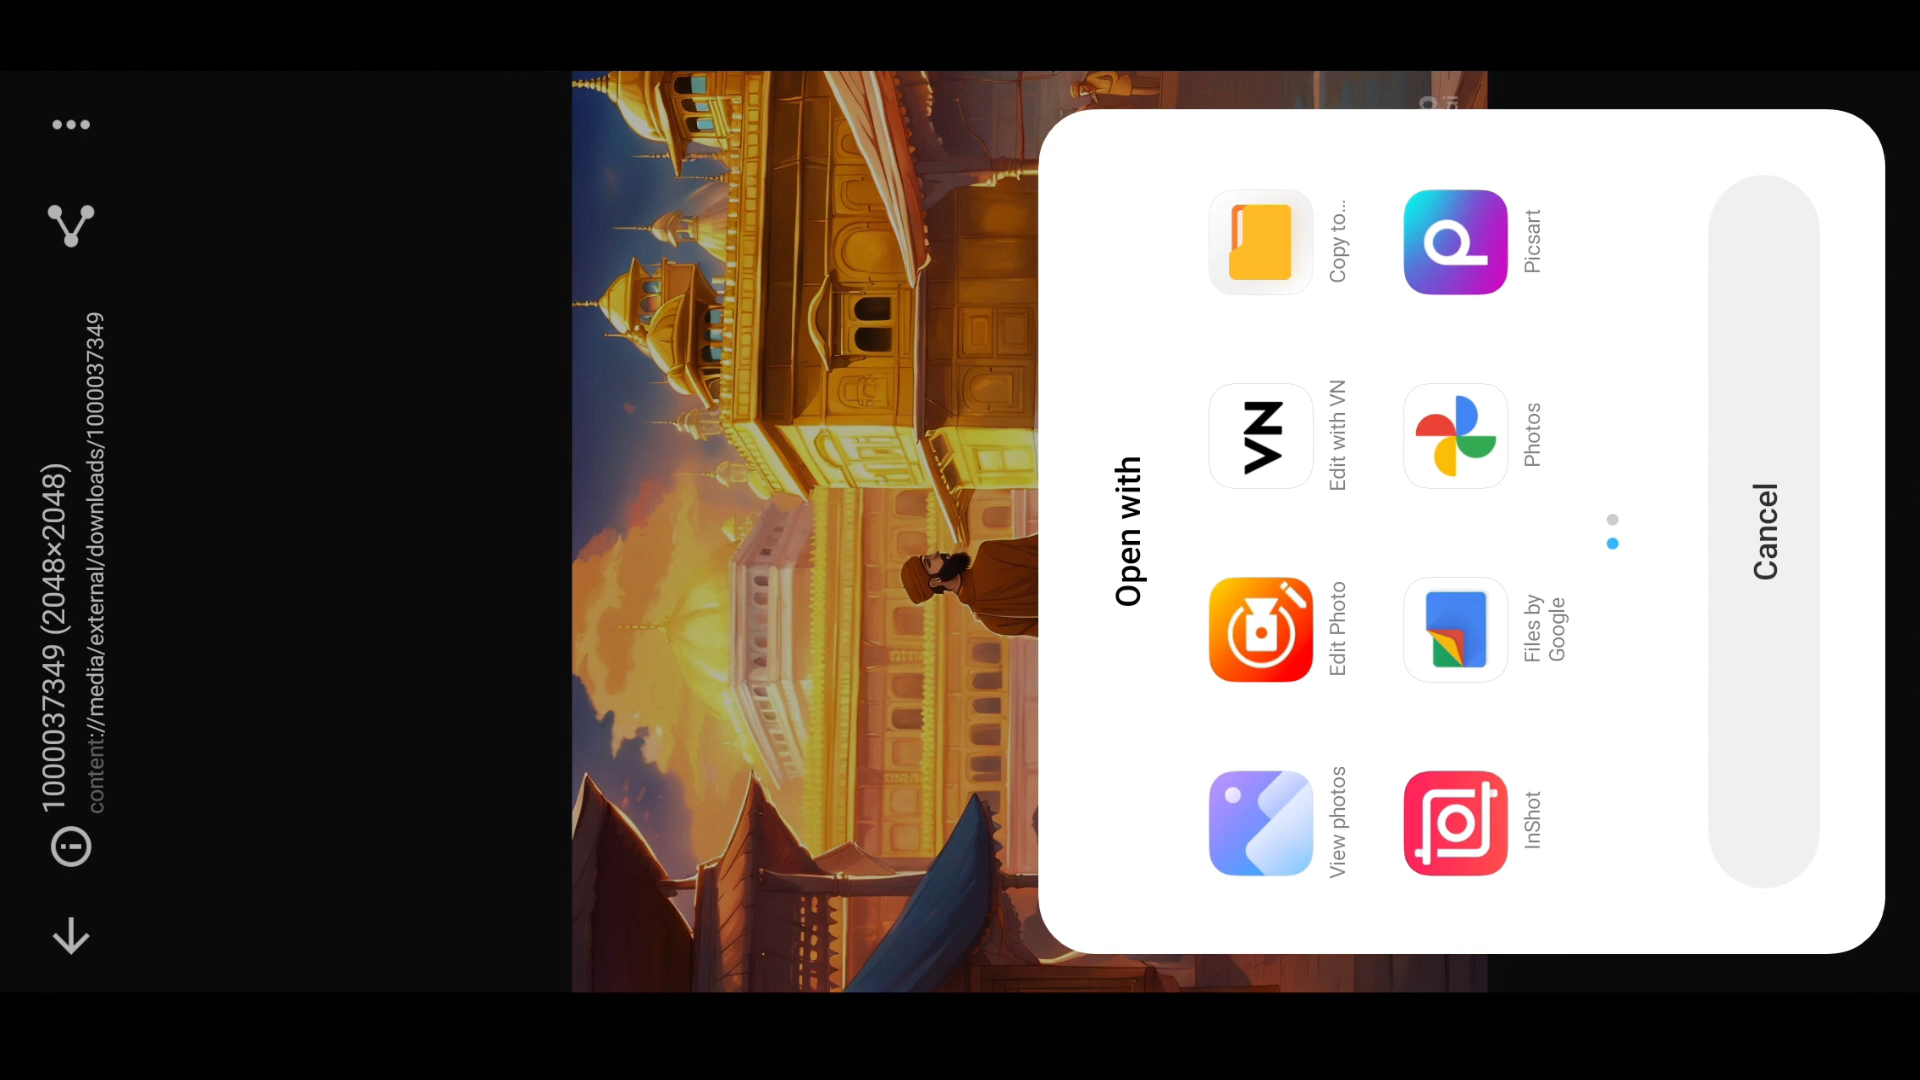 1000037349 (2048×2048)
content://media/external/downloads/1000037349
Open with
View photos
Edit Photo
Edit with VN
Copy to...
InShot
Files by
Google
Photos
Picsart
Cancel